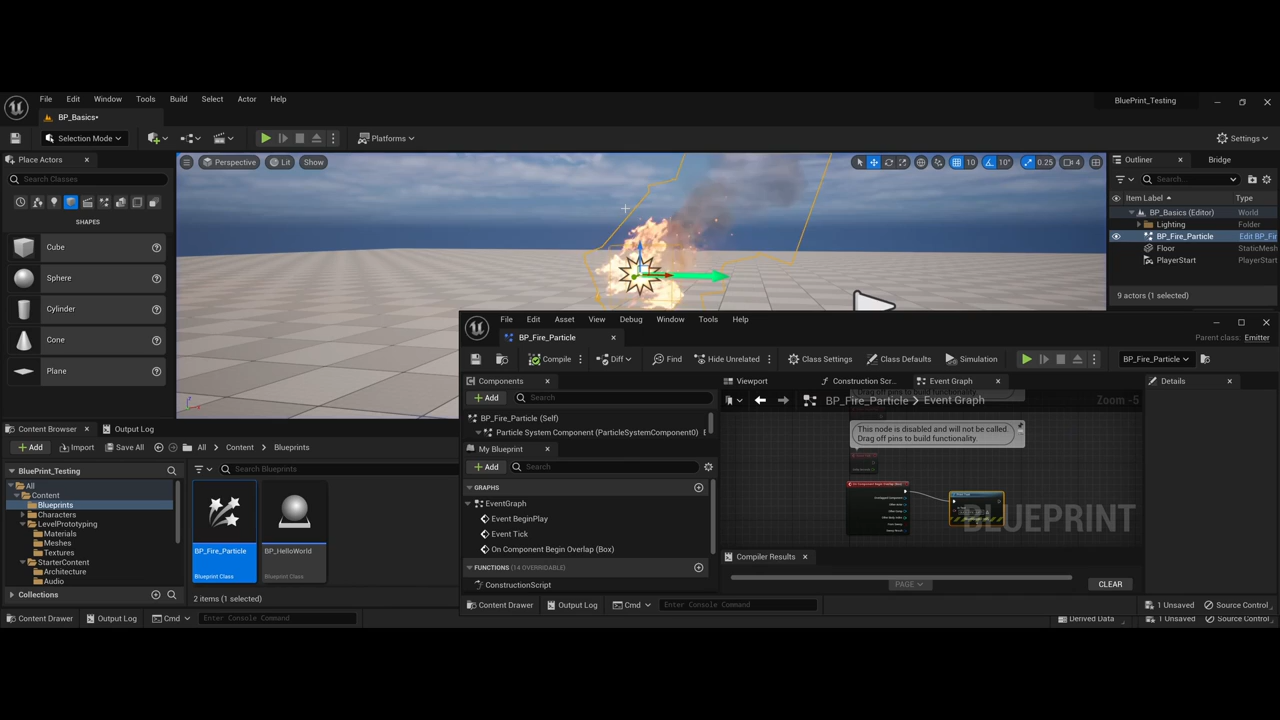 File Edit Window Tools Build Select Actor Help
BluePrint_Testing
BP_Basics•
Selection Mode
Platforms
Settings
Place Actors
Search Classes
SHAPES
Cube
Sphere
Cylinder
Cone
Plane
Perspective Lit Show
10 10° 0.25 4
Outliner Bridge
Search...
Item Label Type
BP_Basics (Editor) World
Lighting Folder
BP_Fire_Particle Edit BP_Fir
Floor StaticMesh
PlayerStart PlayerStart
9 actors (1 selected)
Content Browser Output Log
Add Import Save All All Content Blueprints
BluePrint_Testing
Search Blueprints
All
Content
Blueprints
Characters
LevelPrototyping
Materials
Meshes
Textures
StarterContent
Architecture
Audio
Collections
BP_Fire_Particle
Blueprint Class
BP_HelloWorld
Blueprint Class
2 items (1 selected)
Content Drawer Output Log Cmd Enter Console Command
Derived Data 1 Unsaved Source Control
File Edit Asset View Window Debug Tools Help
BP_Fire_Particle
Parent class: Emitter
Compile Diff Find Hide Unrelated Class Settings Class Defaults Simulation BP_Fire_Particle
Components
Add Search
BP_Fire_Particle (Self)
Particle System Component (ParticleSystemComponent0)
My Blueprint
Add Search
GRAPHS
EventGraph
Event BeginPlay
Event Tick
On Component Begin Overlap (Box)
FUNCTIONS (14 OVERRIDABLE)
ConstructionScript
Viewport Construction Scr... Event Graph
BP_Fire_Particle > Event Graph Zoom -5
This node is disabled and will not be called.
Drag off pins to build functionality.
On Component Begin Overlap (Box)
BLUEPRINT
Compiler Results
PAGE CLEAR
Details
Content Drawer Output Log Cmd Enter Console Command
1 Unsaved Source Control